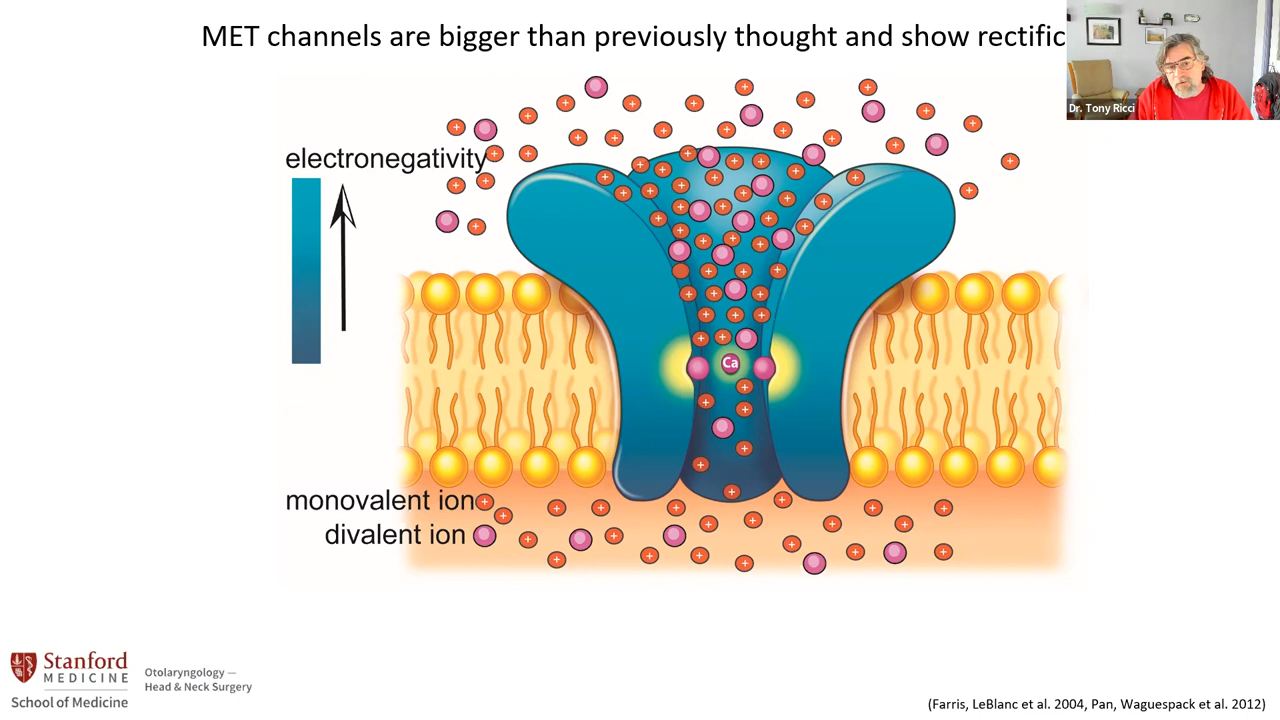 MET channels are bigger than previously thought and show rectific
Dr. Tony Ricci
electronegativity
Ca
monovalent ion
divalent ion
Stanford
MEDICINE
School of Medicine
Otolaryngology —
Head & Neck Surgery
(Farris, LeBlanc et al. 2004, Pan, Waguespack et al. 2012)